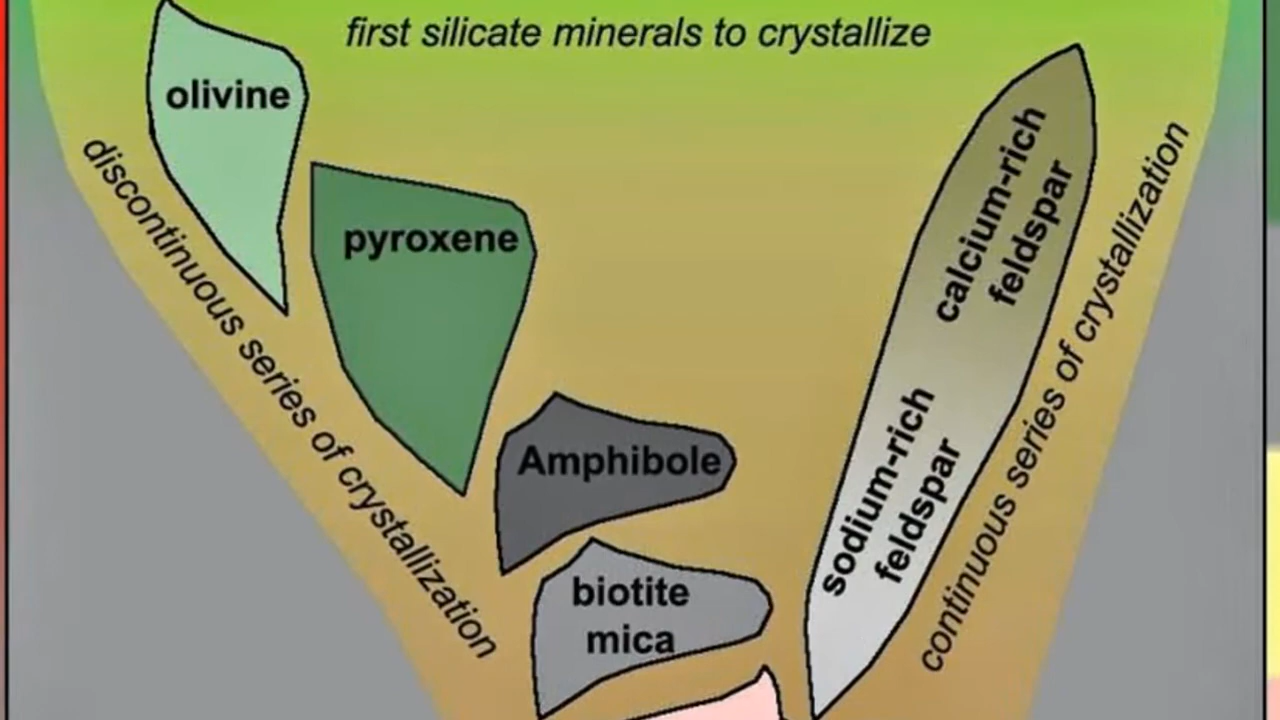 first silicate minerals to crystallize
olivine
discontinuous series of crystallization
pyroxene
Amphibole
biotite
mica
calcium-rich
feldspar
sodium-rich
feldspar
continuous series of crystallization